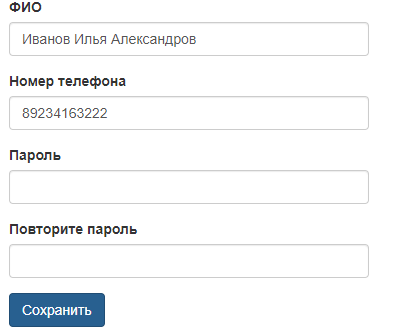 ФИО
Иванов Илья Александров
Номер телефона
89234163222
Пароль
Повторите пароль
Сохранить